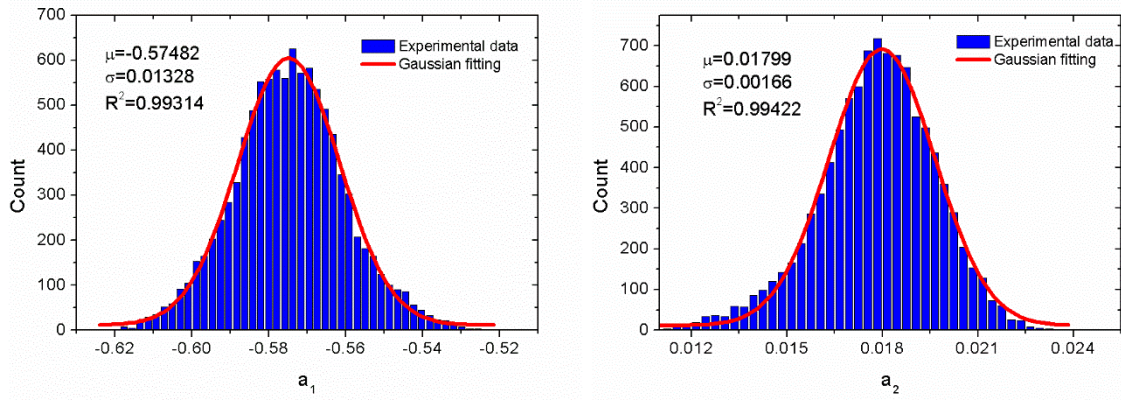 700
600
500
400
300
200
100
0
Count
μ=-0.57482
σ=0.01328
R²=0.99314
Experimental data
Gaussian fitting
-0.62 -0.60 -0.58 -0.56 -0.54 -0.52
a₁
700
600
500
400
300
200
100
0
Count
μ=0.01799
σ=0.00166
R²=0.99422
Experimental data
Gaussian fitting
0.012 0.015 0.018 0.021 0.024
a₂